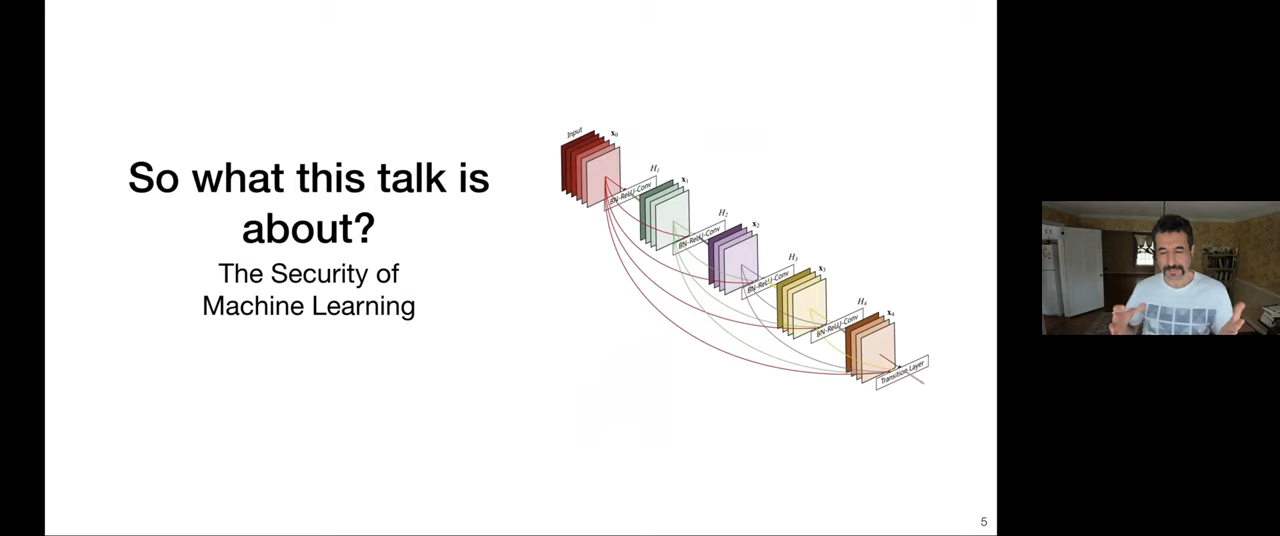 So what this talk is
about?
The Security of
Machine Learning
Input
x0
H1
BN-ReLU-Conv
x1
H2
BN-ReLU-Conv
x2
H3
BN-ReLU-Conv
x3
H4
BN-ReLU-Conv
x4
Transition Layer
5